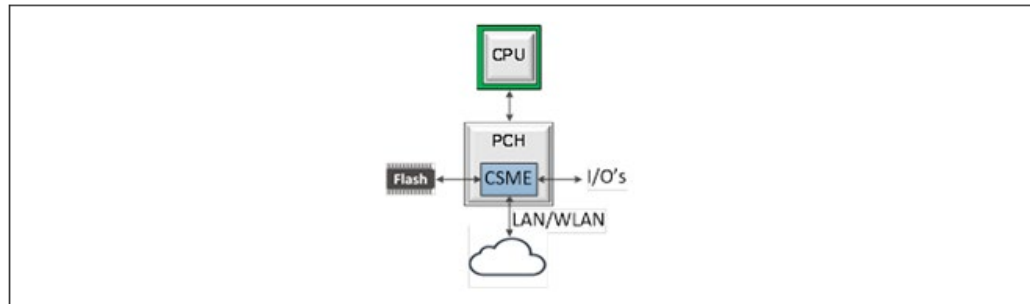 CPU
PCH
Flash
CSME
I/O's
LAN/WLAN